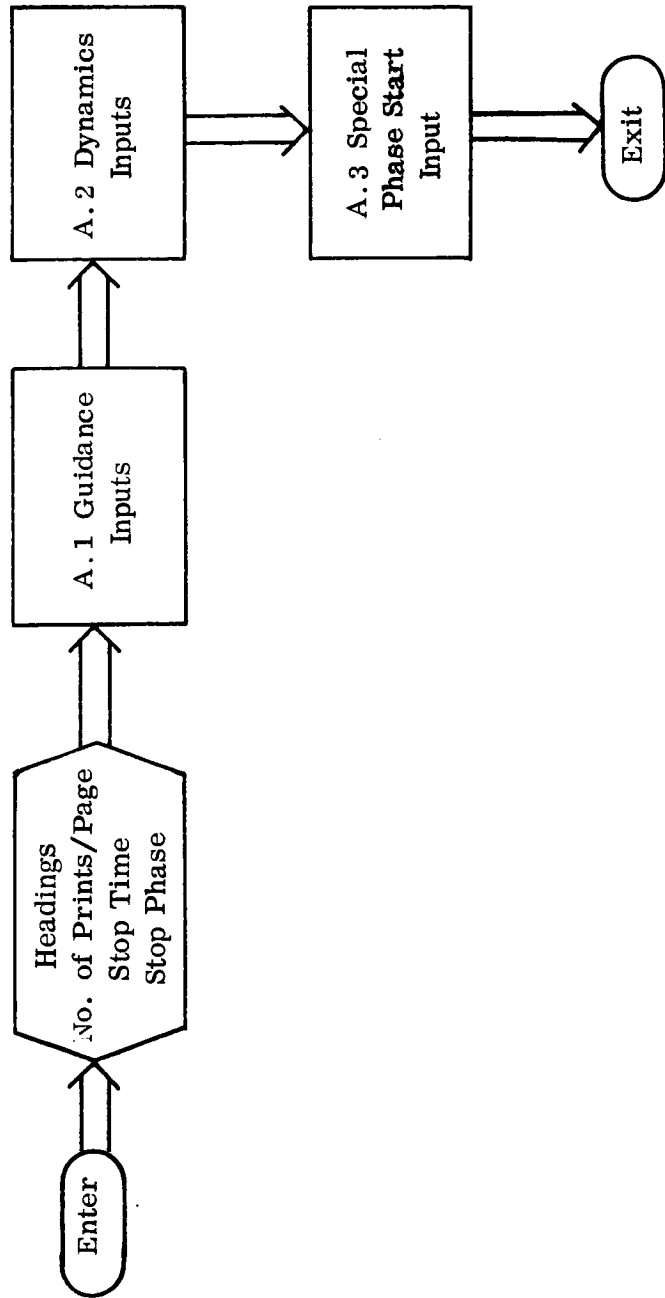 Enter
Headings
No. of Prints/Page
Stop Time
Stop Phase
A.1 Guidance
Inputs
A.2 Dynamics
Inputs
A.3 Special
Phase Start
Input
Exit